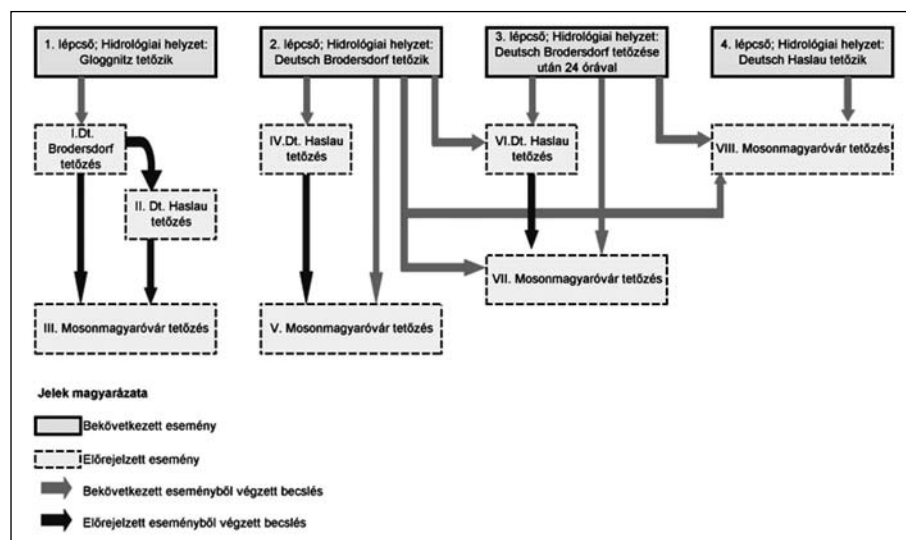 1. lépcső; Hidrológiai helyzet:
Gloggnitz tetőzik
2. lépcső; Hidrológiai helyzet:
Deutsch Brodersdorf tetőzik
3. lépcső; Hidrológiai helyzet:
Deutsch Brodersdorf tetőzése
után 24 órával
4. lépcső; Hidrológiai helyzet:
Deutsch Haslau tetőzik
I.Dt.
Brodersdorf
tetőzés
II. Dt. Haslau
tetőzés
IV.Dt. Haslau
tetőzés
VI.Dt. Haslau
tetőzés
VIII. Mosonmagyaróvár tetőzés
VII. Mosonmagyaróvár tetőzés
III. Mosonmagyaróvár tetőzés
V. Mosonmagyaróvár tetőzés
Jelek magyarázata
Bekövetkezett esemény
Előrejelzett esemény
Bekövetkezett eseményből végzett becslés
Előrejelzett eseményből végzett becslés